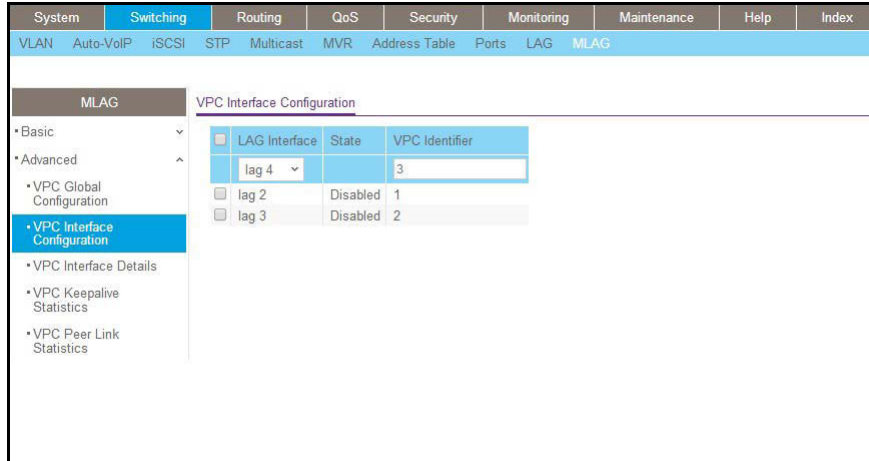 System Switching Routing QoS Security Monitoring Maintenance Help Index
VLAN Auto-VoIP iSCSI STP Multicast MVR Address Table Ports LAG MLAG
MLAG
Basic
Advanced
VPC Global
Configuration
VPC Interface
Configuration
VPC Interface Details
VPC Keepalive
Statistics
VPC Peer Link
Statistics
VPC Interface Configuration
LAG Interface State VPC Identifier
lag 4 3
lag 2 Disabled 1
lag 3 Disabled 2